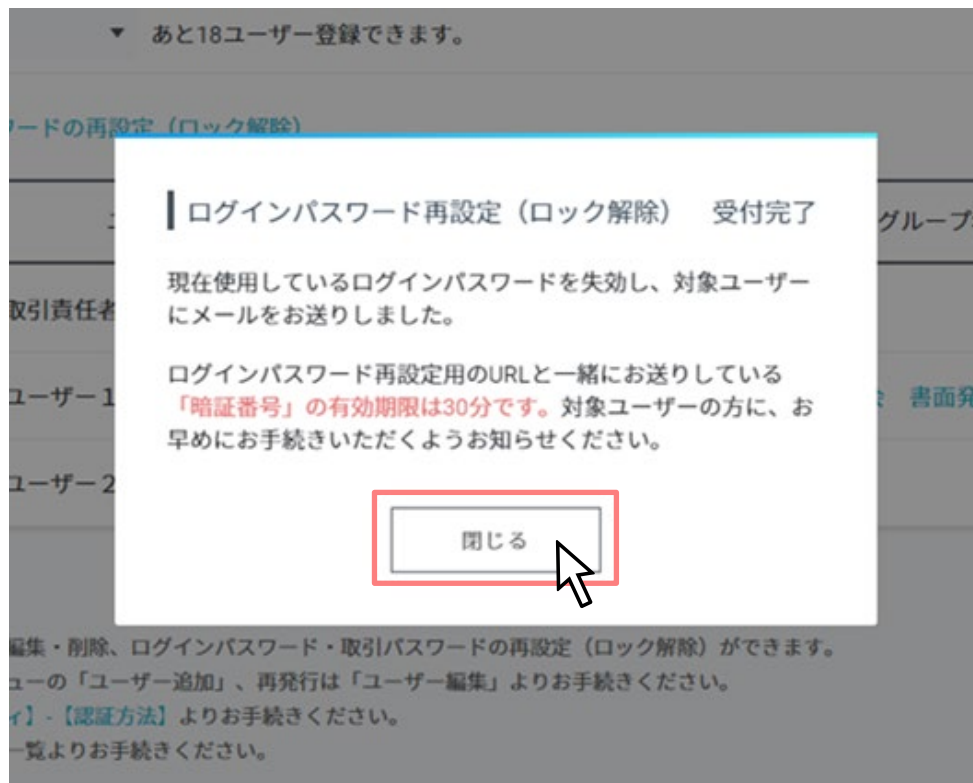 ▼ あと18ユーザー登録できます。
ードの再設定（ロック解除）
グループ
ログインパスワード再設定（ロック解除） 受付完了
現在使用しているログインパスワードを失効し、対象ユーザー
にメールをお送りしました。
取引責任者
ログインパスワード再設定用のURLと一緒にお送りしている
「暗証番号」の有効期限は30分です。対象ユーザーの方に、お
早めにお手続きいただくようお知らせください。
ユーザー1
書面発
ユーザー2
閉じる
編集・削除、ログインパスワード・取引パスワードの再設定（ロック解除）ができます。
ューの「ユーザー追加」、再発行は「ユーザー編集」よりお手続きください。
ィ】-【認証方法】よりお手続きください。
一覧よりお手続きください。